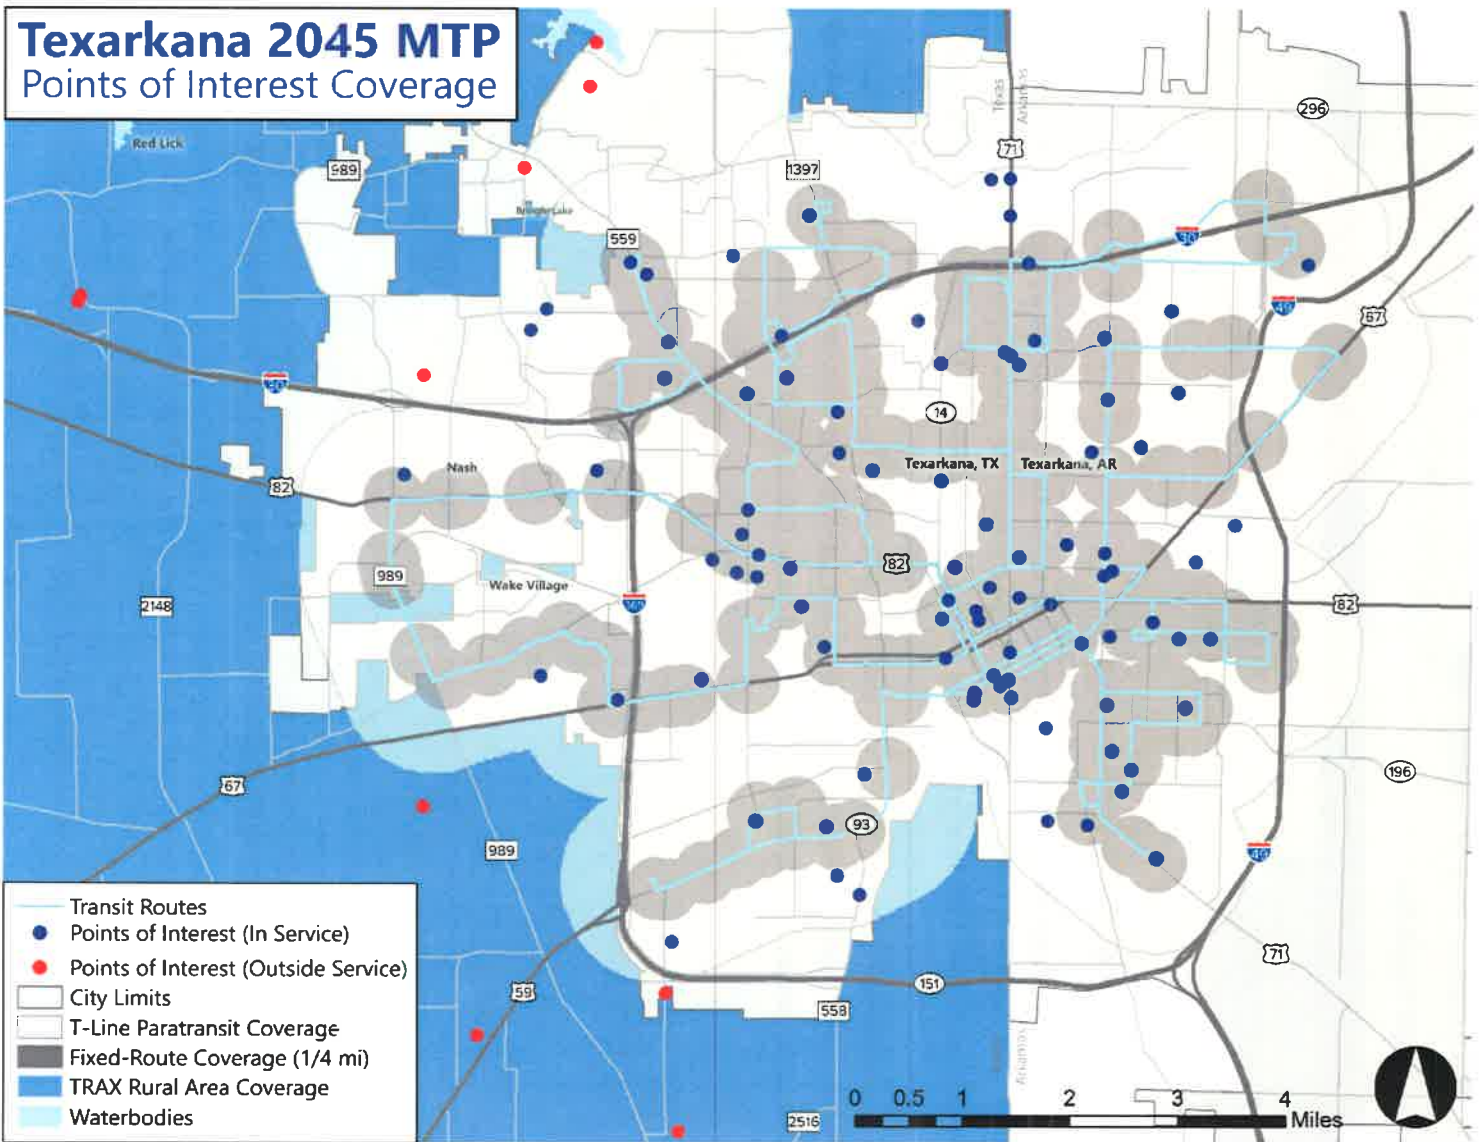 Texarkana 2045 MTP
Points of Interest Coverage
Red Lick
989
1397
Texas
71
296
559
30
49
67
30
14
Nash
Texarkana, TX
Texarkana, AR
82
82
989
Wake Village
2148
82
67
196
93
989
49
Transit Routes
Points of Interest (In Service)
Points of Interest (Outside Service)
City Limits
T-Line Paratransit Coverage
Fixed-Route Coverage (1/4 mi)
TRAX Rural Area Coverage
Waterbodies
71
151
59
558
Arkansas
0 0.5 1 2 3 4
Miles
2516